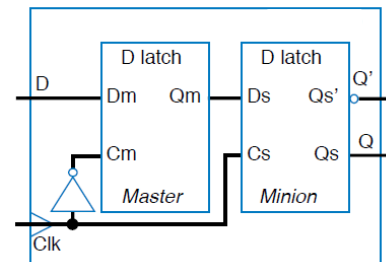 D latch
D latch
Q'
D
Dm
Qm
Ds
Qs'
Cm
Cs
Qs
Q
Master
Minion
Clk